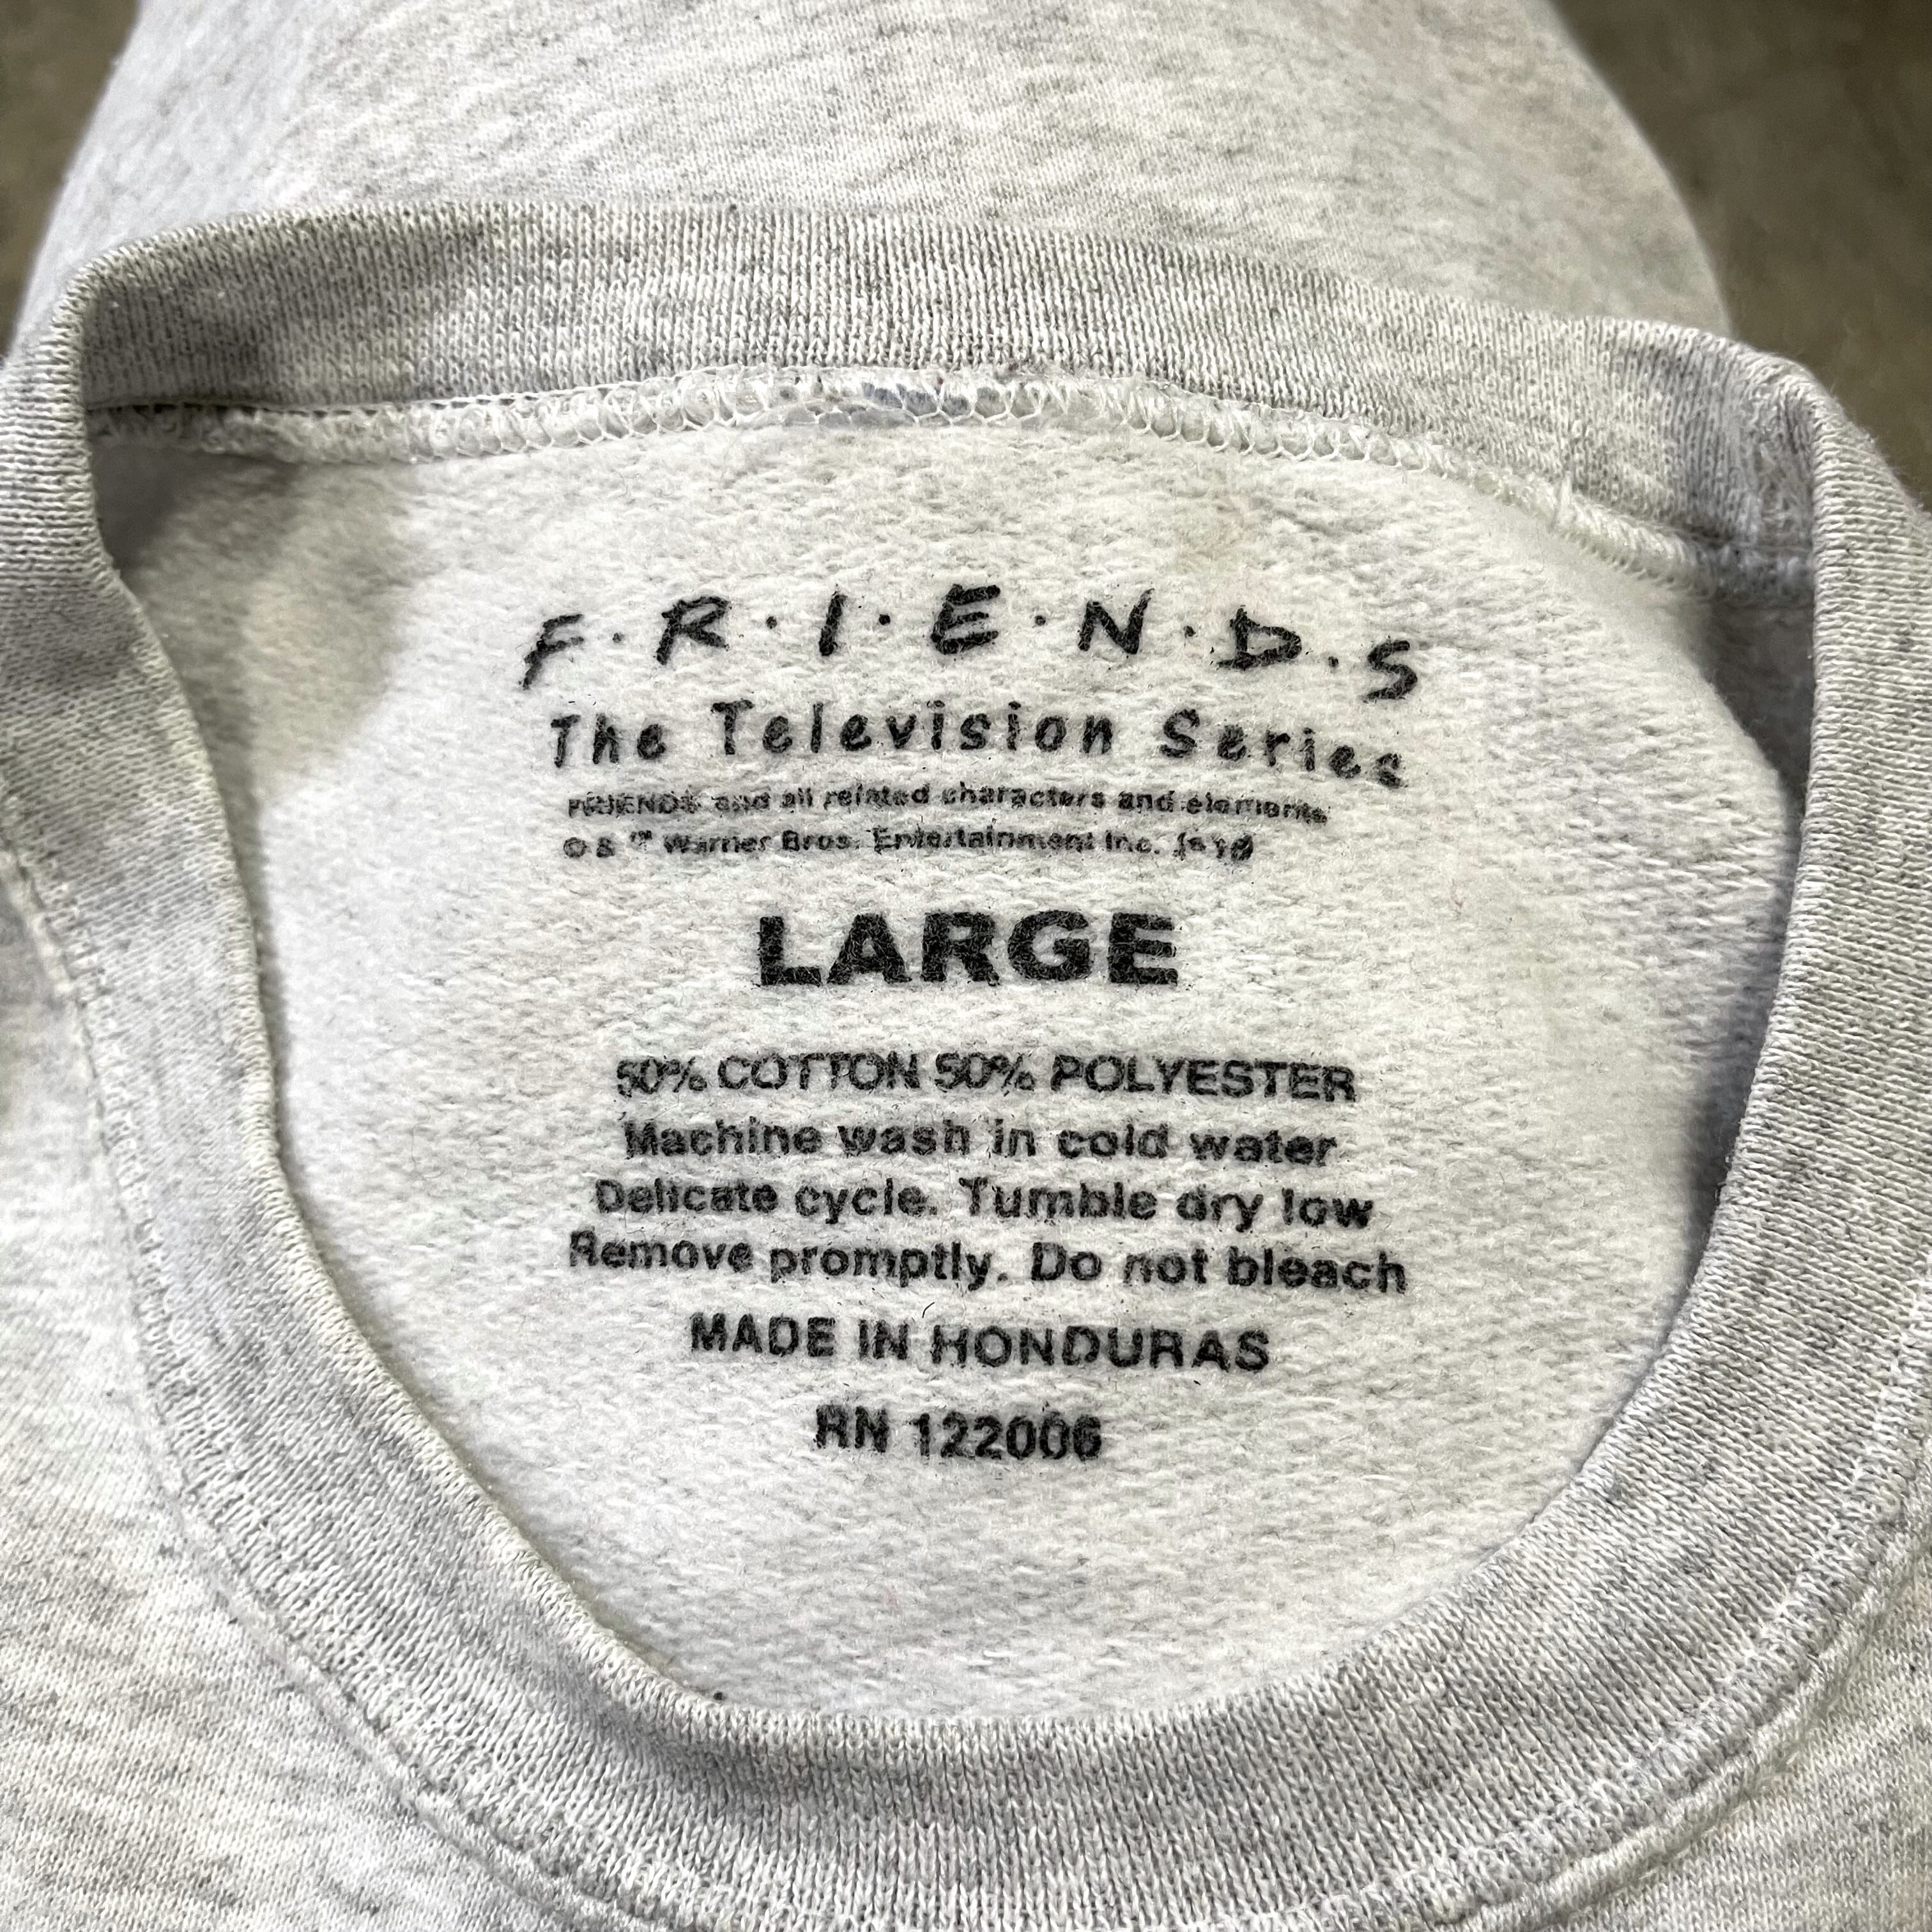 F·R·I·E·N·D·S
The Television Series
FRIENDS and all related characters and elements
© & ™ Warner Bros. Entertainment Inc.
LARGE
50% COTTON 50% POLYESTER
Machine wash in cold water
Delicate cycle. Tumble dry low
Remove promptly. Do not bleach
MADE IN HONDURAS
RN 122006